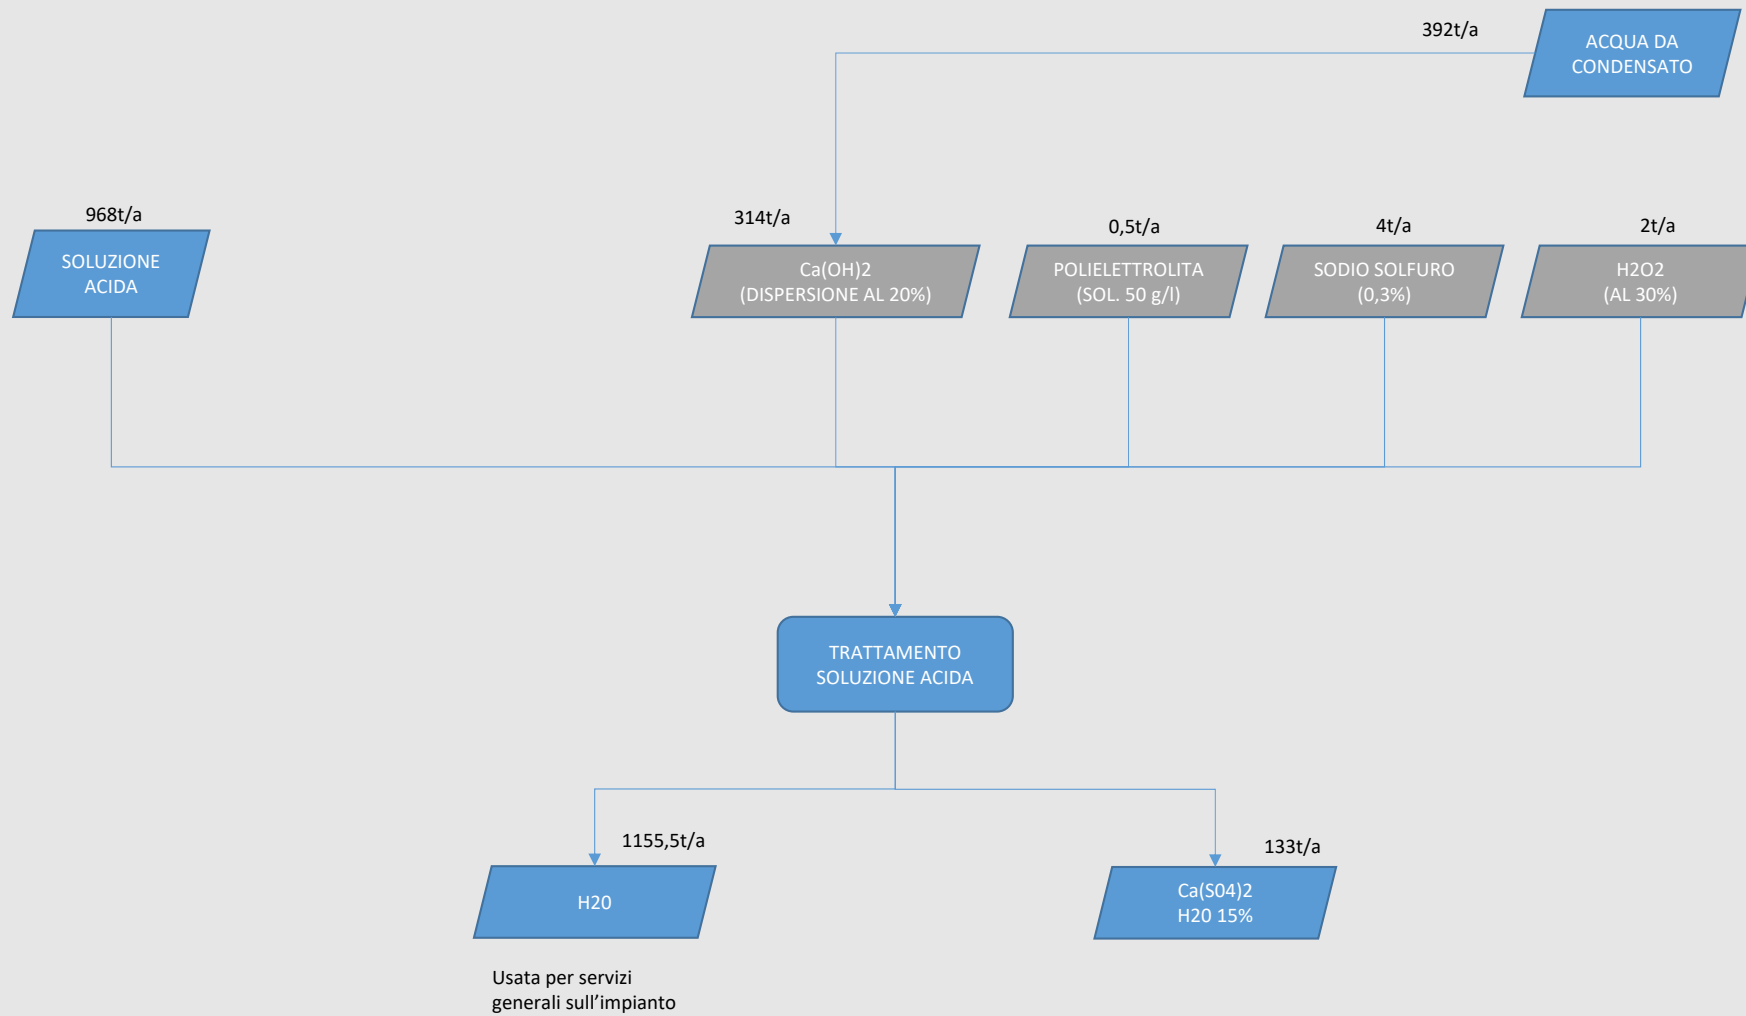 392t/a
ACQUA DA
CONDENSATO
968t/a
SOLUZIONE
ACIDA
314t/a
Ca(OH)2
(DISPERSIONE AL 20%)
0,5t/a
POLIELETTROLITA
(SOL. 50 g/l)
4t/a
SODIO SOLFURO
(0,3%)
2t/a
H2O2
(AL 30%)
TRATTAMENTO
SOLUZIONE ACIDA
1155,5t/a
H20
133t/a
Ca(S04)2
H20 15%
Usata per servizi
generali sull’impianto